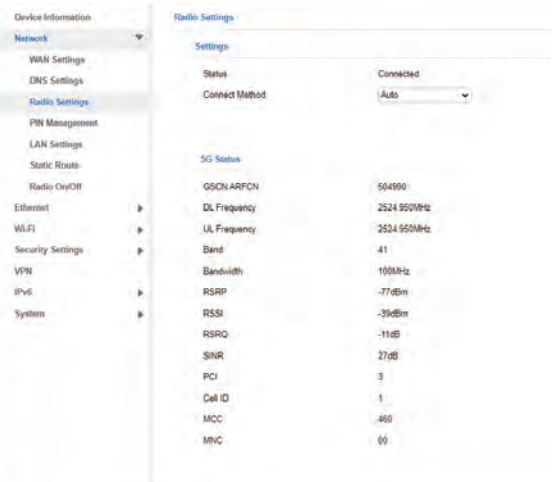 Device Information
Network
WAN Settings
DNS Settings
Radio Settings
PIN Management
LAN Settings
Static Route
Radio On/Off
Ethernet
Wi-Fi
Security Settings
VPN
IPv6
System
Radio Settings
Settings
Status Connected
Connect Method Auto
5G Status
GSCN ARFCN 504990
DL Frequency 2524.950MHz
UL Frequency 2524.950MHz
Band 41
Bandwidth 100MHz
RSRP -77dBm
RSSI -39dBm
RSRQ -11dB
SINR 27dB
PCI 3
Cell ID 1
MCC 460
MNC 00